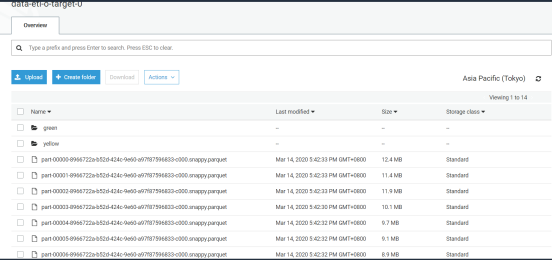 data-etl-o-target-0
Overview
Type a prefix and press Enter to search. Press ESC to clear.
Upload + Create folder Download Actions
Asia Pacific (Tokyo)
Viewing 1 to 14
Name Last modified Size Storage class
green -- -- --
yellow -- -- --
part-00000-8966722a-b52d-424c-9e60-a97f87596833-c000.snappy.parquet Mar 14, 2020 5:42:33 PM GMT+0800 12.4 MB Standard
part-00001-8966722a-b52d-424c-9e60-a97f87596833-c000.snappy.parquet Mar 14, 2020 5:42:33 PM GMT+0800 11.4 MB Standard
part-00002-8966722a-b52d-424c-9e60-a97f87596833-c000.snappy.parquet Mar 14, 2020 5:42:33 PM GMT+0800 11.9 MB Standard
part-00003-8966722a-b52d-424c-9e60-a97f87596833-c000.snappy.parquet Mar 14, 2020 5:42:30 PM GMT+0800 10.1 MB Standard
part-00004-8966722a-b52d-424c-9e60-a97f87596833-c000.snappy.parquet Mar 14, 2020 5:42:32 PM GMT+0800 9.7 MB Standard
part-00005-8966722a-b52d-424c-9e60-a97f87596833-c000.snappy.parquet Mar 14, 2020 5:42:32 PM GMT+0800 9.1 MB Standard
part-00006-8966722a-b52d-424c-9e60-a97f87596833-c000.snappy.parquet Mar 14, 2020 5:42:32 PM GMT+0800 8.9 MB Standard